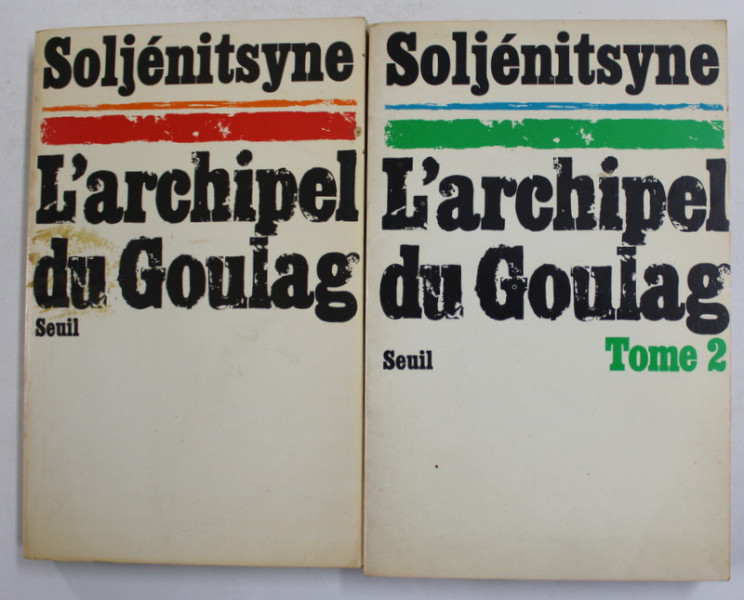 Soljénitsyne
L'archipel
du Goulag
Seuil
Soljénitsyne
L'archipel
du Goulag
Tome 2
Seuil